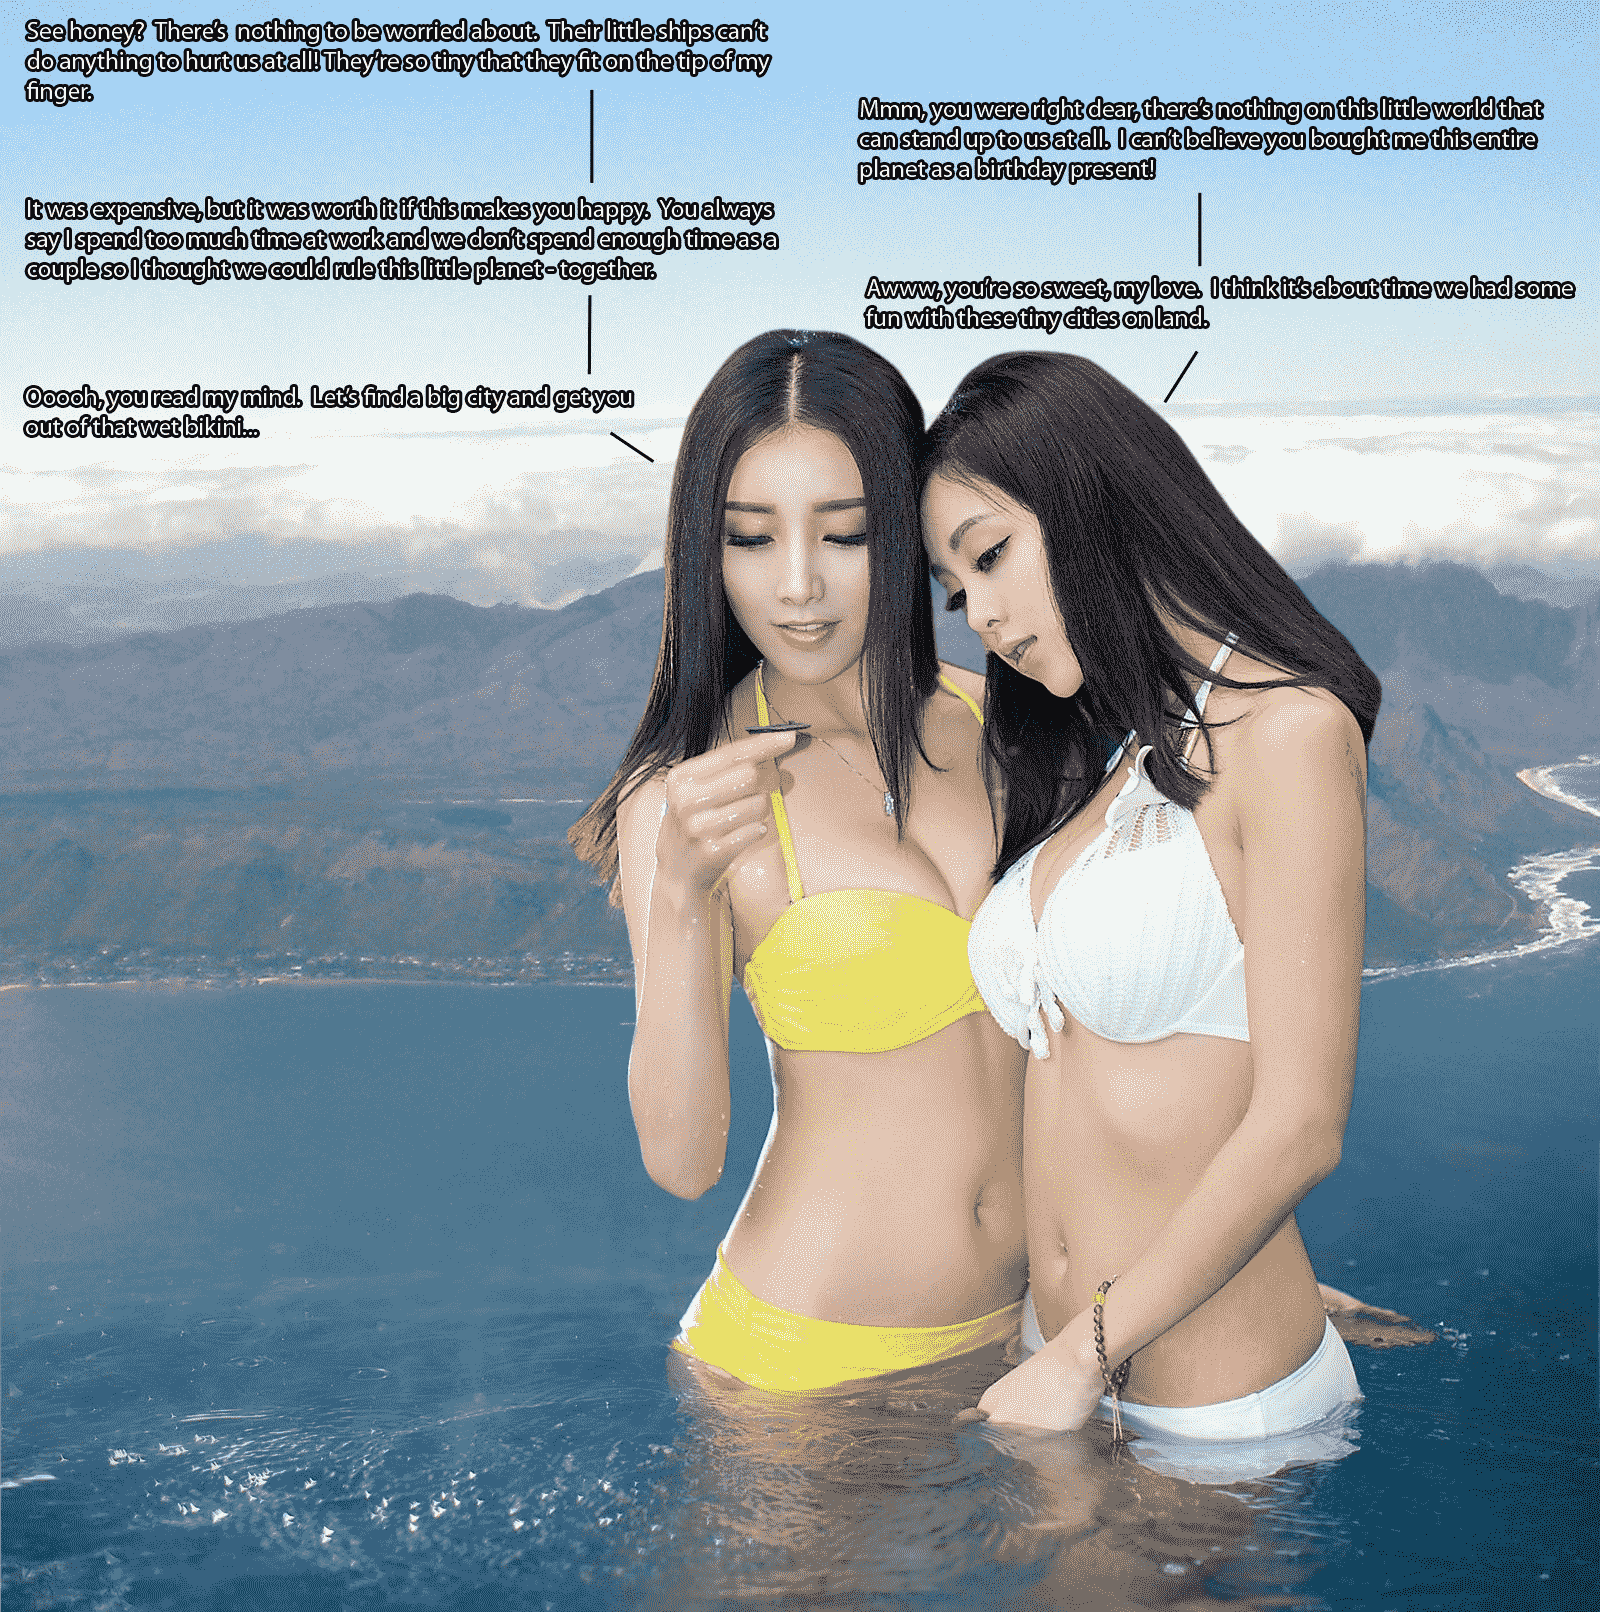 See honey?  There's  nothing to be worried about.  Their little ships can't
do anything to hurt us at all! They're so tiny that they fit on the tip of my
finger.
Mmm, you were right dear, there's nothing on this little world that
can stand up to us at all.  I can't believe you bought me this entire
planet as a birthday present!
It was expensive, but it was worth it if this makes you happy.  You always
say I spend too much time at work and we don't spend enough time as a
couple so I thought we could rule this little planet - together.
Awww, you're so sweet, my love.  I think it's about time we had some
fun with these tiny cities on land.
Ooooh, you read my mind.  Let's find a big city and get you
out of that wet bikini...